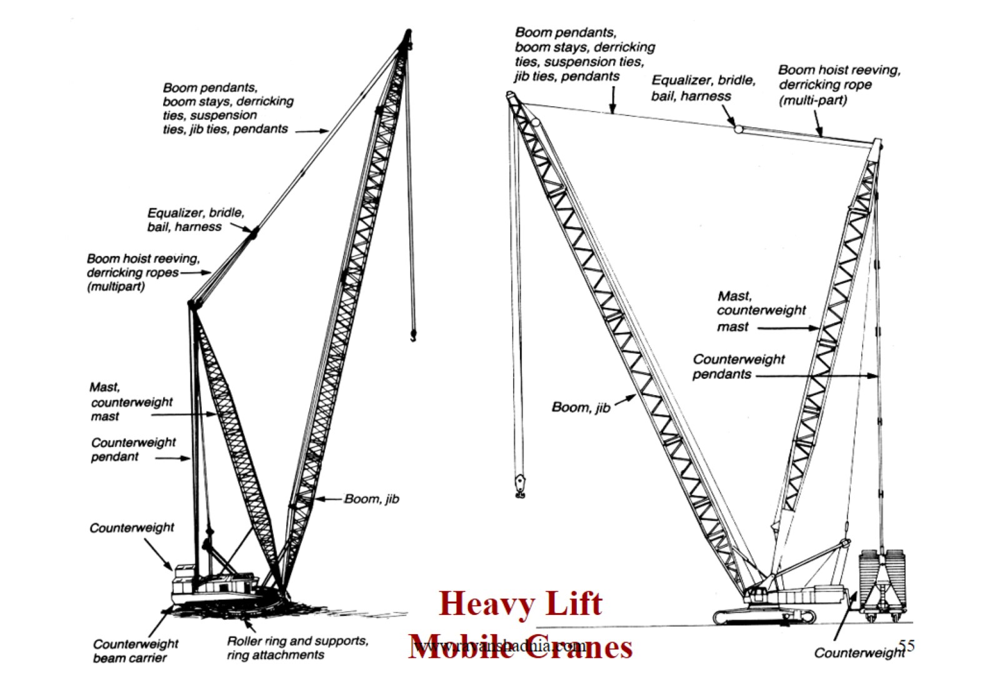 Boom pendants,
boom stays, derricking
ties, suspension
ties, jib ties, pendants
Equalizer, bridle,
bail, harness
Boom hoist reeving,
derricking ropes
(multipart)
Mast,
counterweight
mast
Counterweight
pendant
Boom, jib
Counterweight
Counterweight
beam carrier
Roller ring and supports,
ring attachments
Boom pendants,
boom stays, derricking
ties, suspension ties,
jib ties, pendants
Equalizer, bridle,
bail, harness
Boom hoist reeving,
derricking rope
(multi-part)
Mast,
counterweight
mast
Counterweight
pendants
Boom, jib
Counterweight
Heavy Lift
Mobile Cranes
www.ravanshadnia.com
55